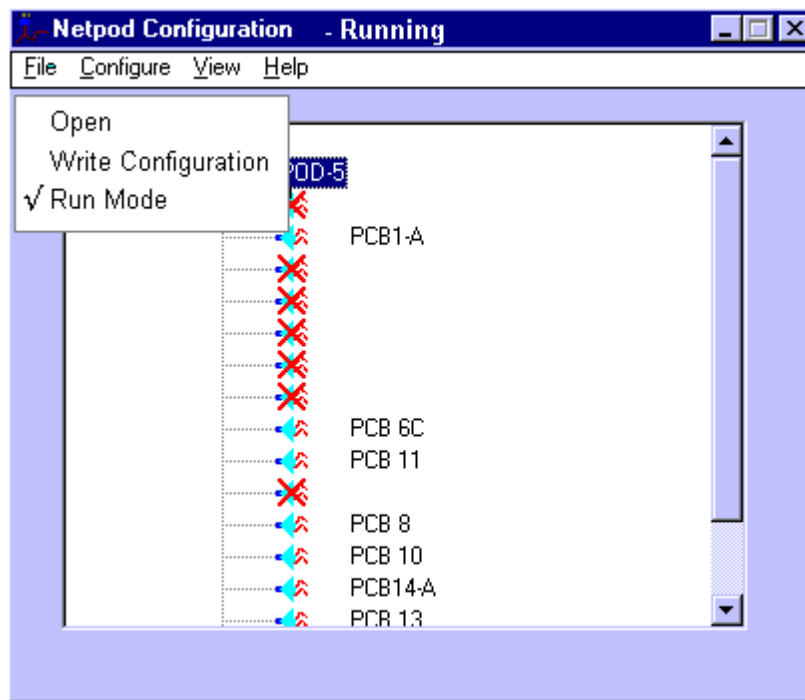 Netpod Configuration - Running
File Configure View Help
Open
Write Configuration
√ Run Mode
POD-5
PCB1-A
PCB 6C
PCB 11
PCB 8
PCB 10
PCB14-A
PCB 13